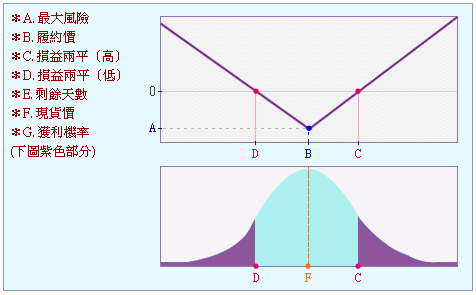 ＊A.最大風險
＊B.履約價
＊C.損益兩平〔高〕
＊D.損益兩平〔低〕
＊E.剩餘天數
＊F.現貨價
＊G.獲利機率
(下圖紫色部分)
0
A
D B C
D F C